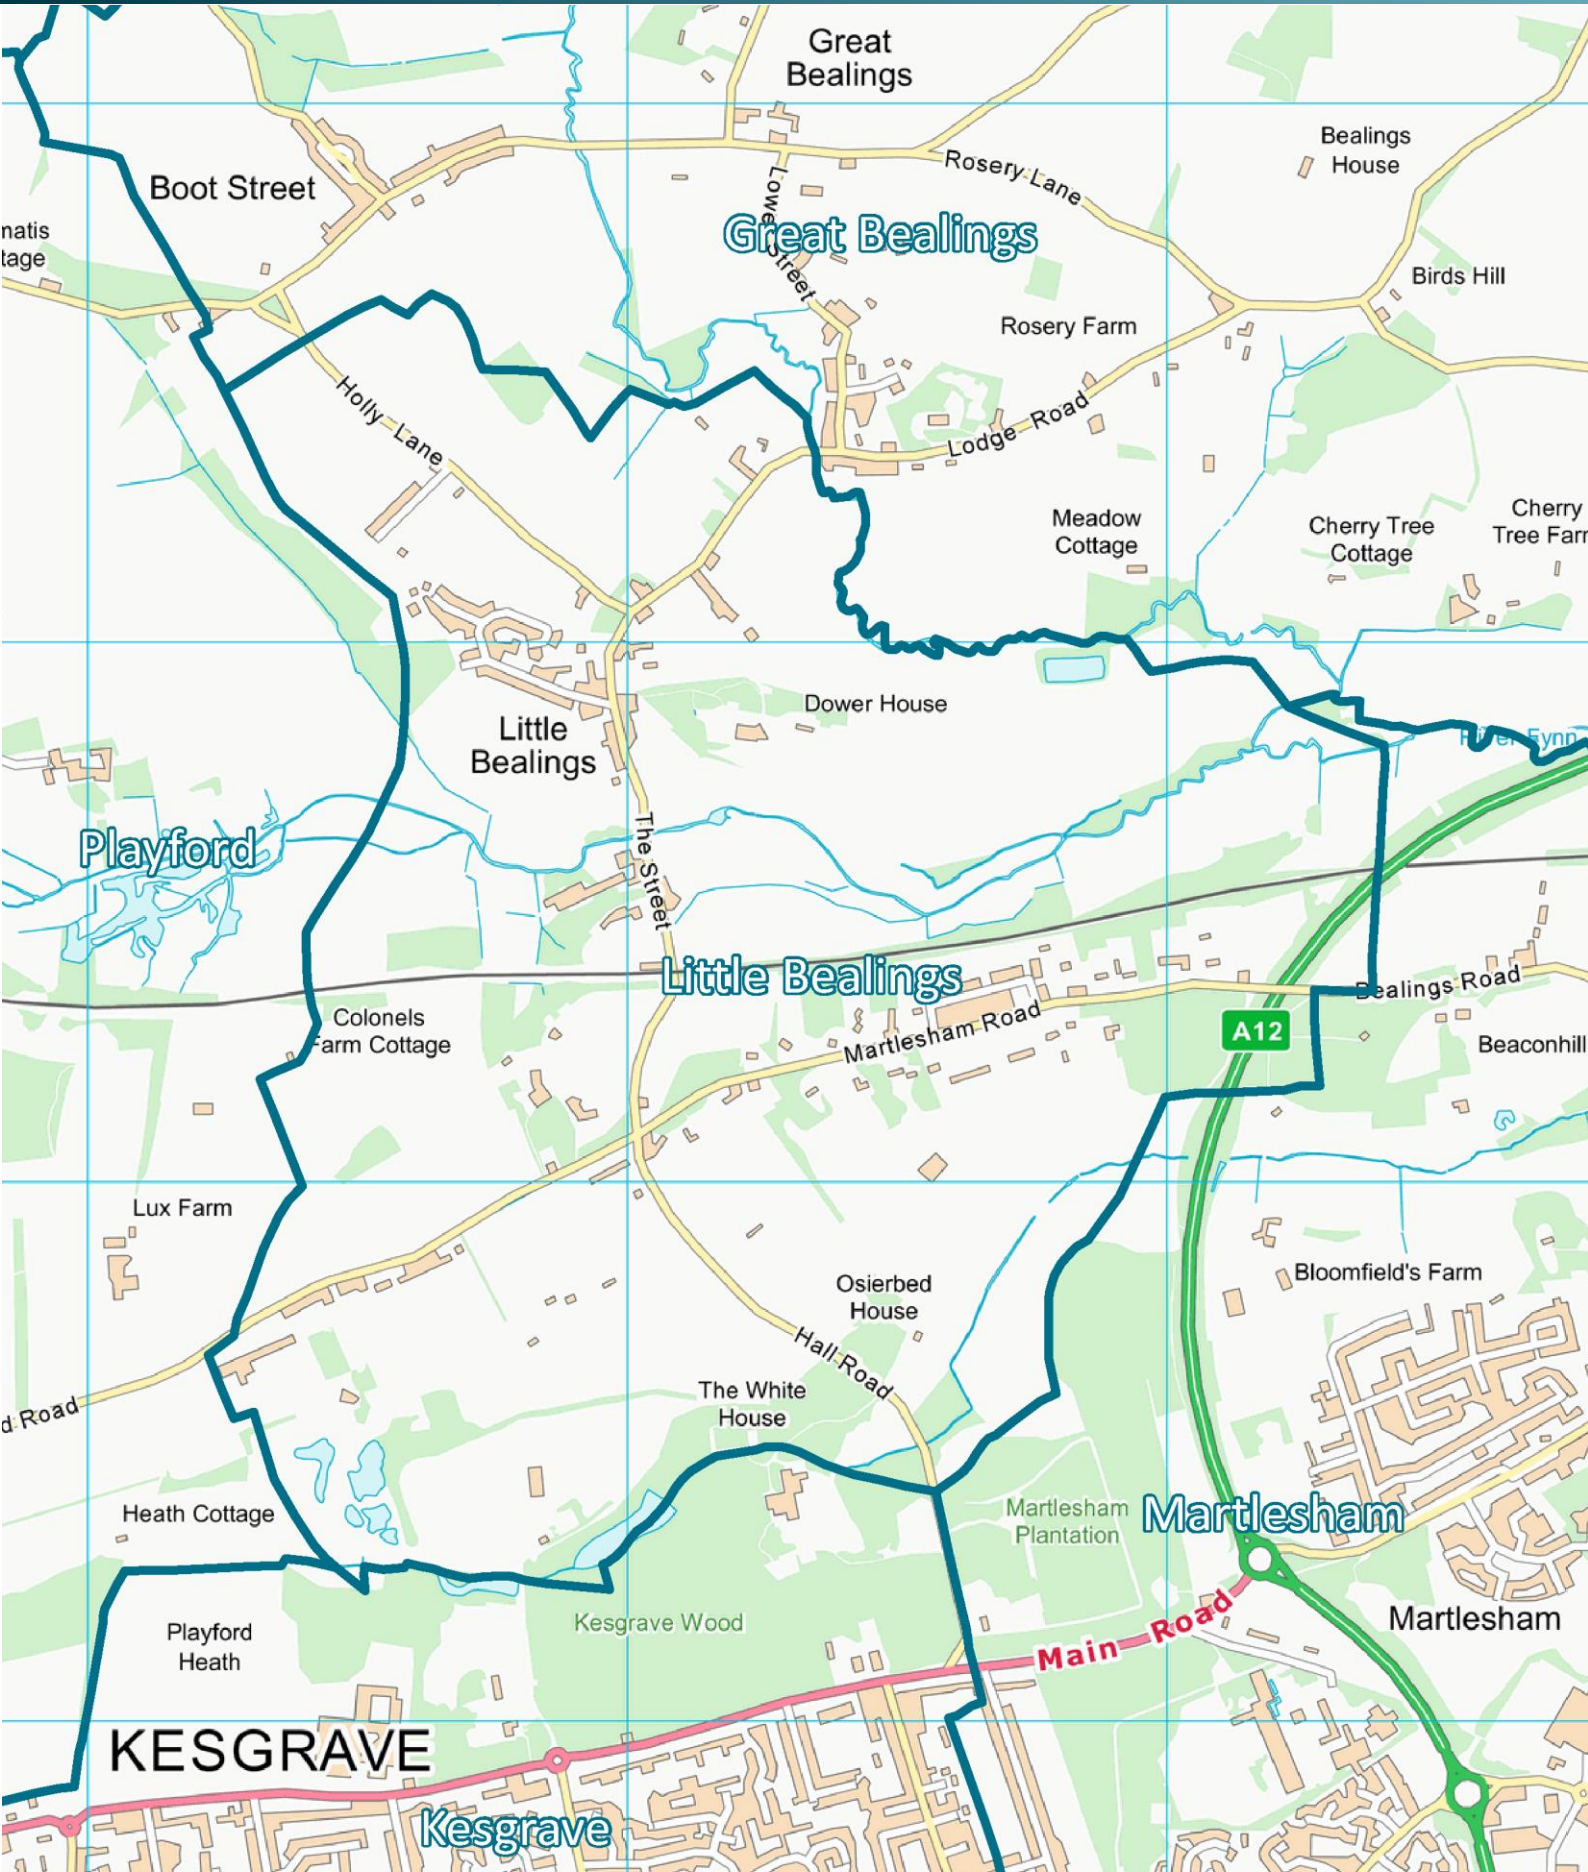 Great
Bealings
Bealings
House
Boot Street
Rosery Lane
Lower Street
Great Bealings
matis
tage
Birds Hill
Rosery Farm
Holly Lane
Lodge Road
Meadow
Cottage
Cherry Tree
Cottage
Cherry
Tree Farm
Dower House
Little
Bealings
River Fynn
Playford
The Street
Little Bealings
Bealings Road
Colonels
Farm Cottage
Martlesham Road
A12
Beaconhill
Lux Farm
Bloomfield's Farm
Osierbed
House
Hall Road
The White
House
d Road
Heath Cottage
Martlesham
Plantation
Martlesham
Kesgrave Wood
Playford
Heath
Main Road
Martlesham
KESGRAVE
Kesgrave